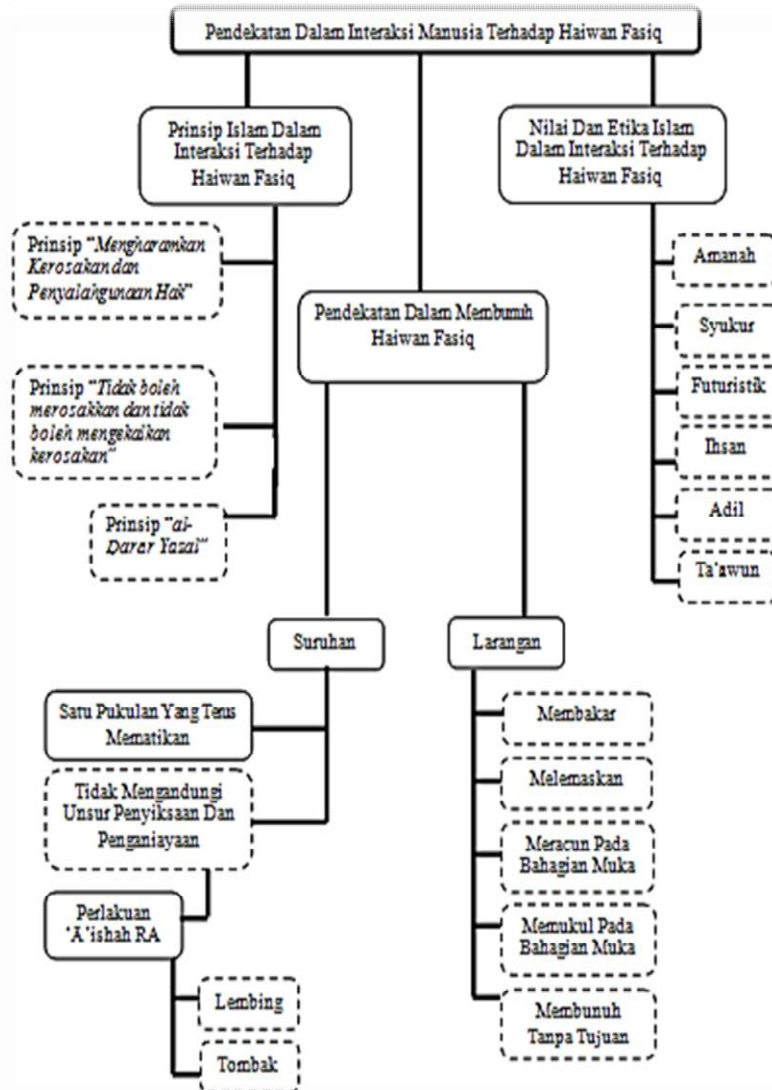 Pendekatan Dalam Interaksi Manusia Terhadap Haiwan Fasiq
Prinsip Islam Dalam
Interaksi Terhadap
Haiwan Fasiq
Prinsip "Mengharamkan
Kerosakan dan
Penyalahgunaan Hak"
Prinsip "Tidak boleh
merosakkan dan tidak
boleh mengekalkan
kerosakan"
Prinsip "al-
Darar Yazal"
Pendekatan Dalam Membunuh
Haiwan Fasiq
Suruhan
Satu Pukulan Yang Terus
Mematikan
Tidak Mengandungi
Unsur Penyiksaan Dan
Penganiayaan
Perlakuan
'Ā'ishah RA
Lembing
Tombak
Larangan
Membakar
Melemaskan
Meracun Pada
Bahagian Muka
Memukul Pada
Bahagian Muka
Membunuh
Tanpa Tujuan
Nilai Dan Etika Islam
Dalam Interaksi Terhadap
Haiwan Fasiq
Amanah
Syukur
Futuristik
Ihsan
Adil
Ta'awun